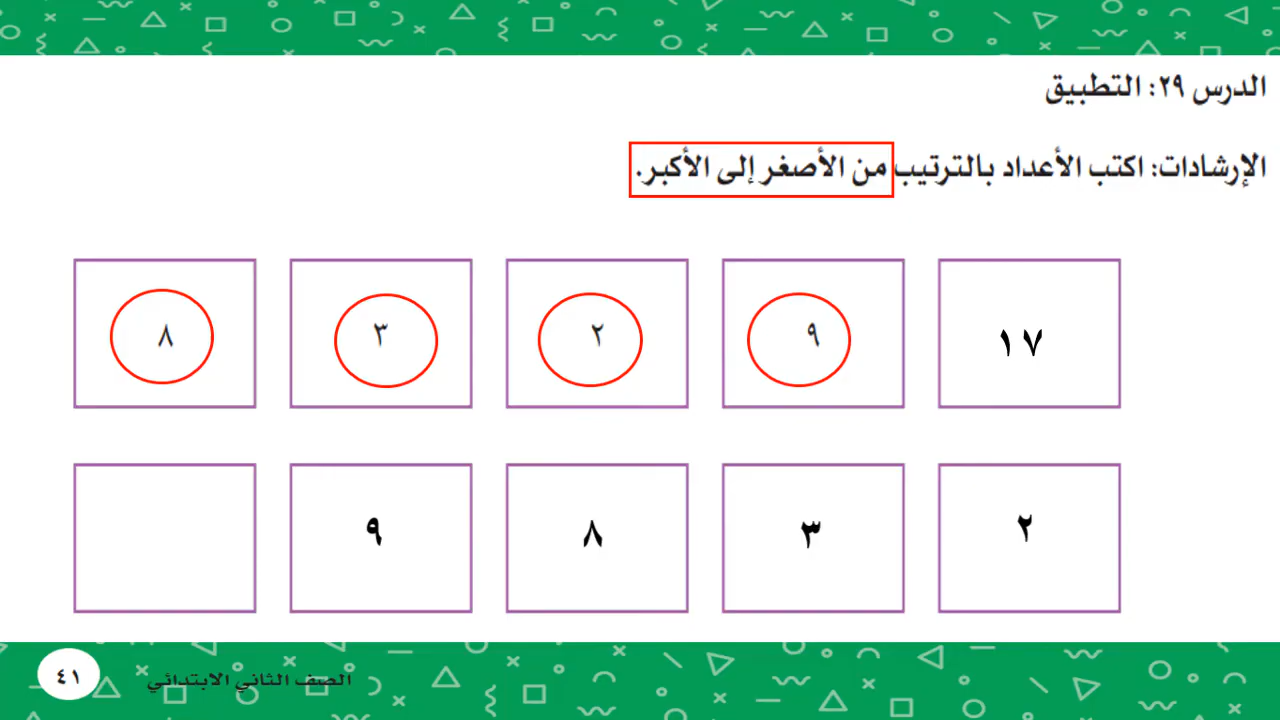 الدرس ٢٩: التطبيق
الإرشادات: اكتب الأعداد بالترتيب من الأصغر إلى الأكبر.
١٧ ٩ ٢ ٣ ٨
٢ ٣ ٨ ٩
الصف الثاني الابتدائي ٤١